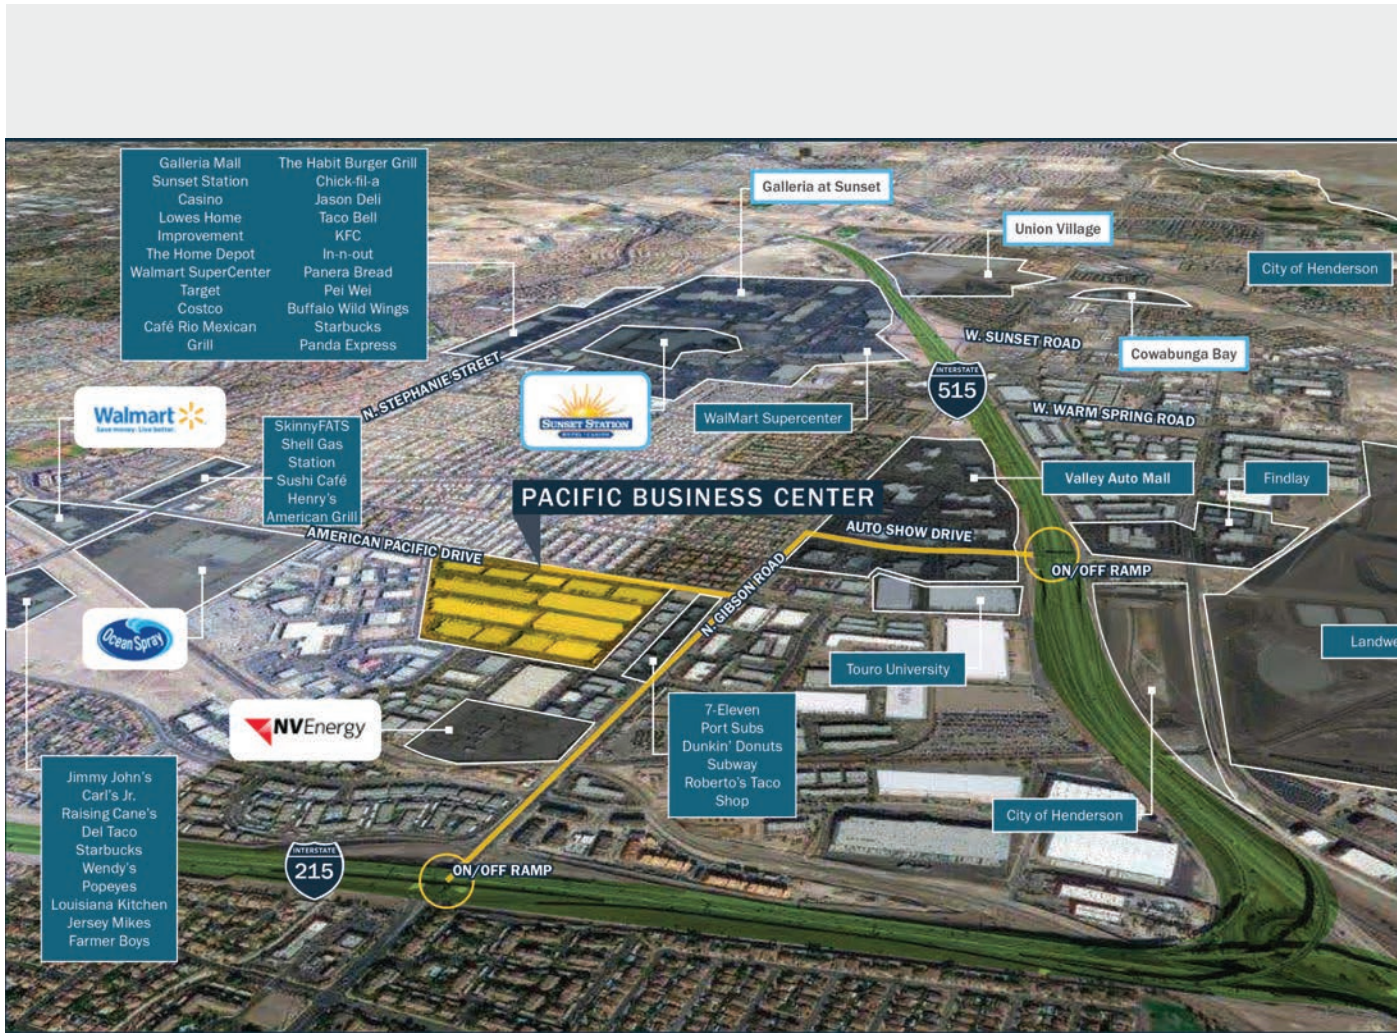 Galleria Mall
Sunset Station
Casino
Lowes Home
Improvement
The Home Depot
Walmart SuperCenter
Target
Costco
Café Rio Mexican
Grill
The Habit Burger Grill
Chick-fil-a
Jason Deli
Taco Bell
KFC
In-n-out
Panera Bread
Pei Wei
Buffalo Wild Wings
Starbucks
Panda Express
Galleria at Sunset
Union Village
City of Henderson
W. SUNSET ROAD
Cowabunga Bay
N. STEPHANIE STREET
INTERSTATE
515
W. WARM SPRING ROAD
Walmart
Save money. Live better.
SUNSET STATION
HOTEL • CASINO
WalMart Supercenter
SkinnyFATS
Shell Gas
Station
Sushi Café
Henry's
American Grill
Valley Auto Mall
Findlay
PACIFIC BUSINESS CENTER
AMERICAN PACIFIC DRIVE
AUTO SHOW DRIVE
ON/OFF RAMP
N. GIBSON ROAD
Ocean Spray
Touro University
Landwe
NVEnergy
7-Eleven
Port Subs
Dunkin' Donuts
Subway
Roberto's Taco
Shop
City of Henderson
Jimmy John's
Carl's Jr.
Raising Cane's
Del Taco
Starbucks
Wendy's
Popeyes
Louisiana Kitchen
Jersey Mikes
Farmer Boys
INTERSTATE
215
ON/OFF RAMP